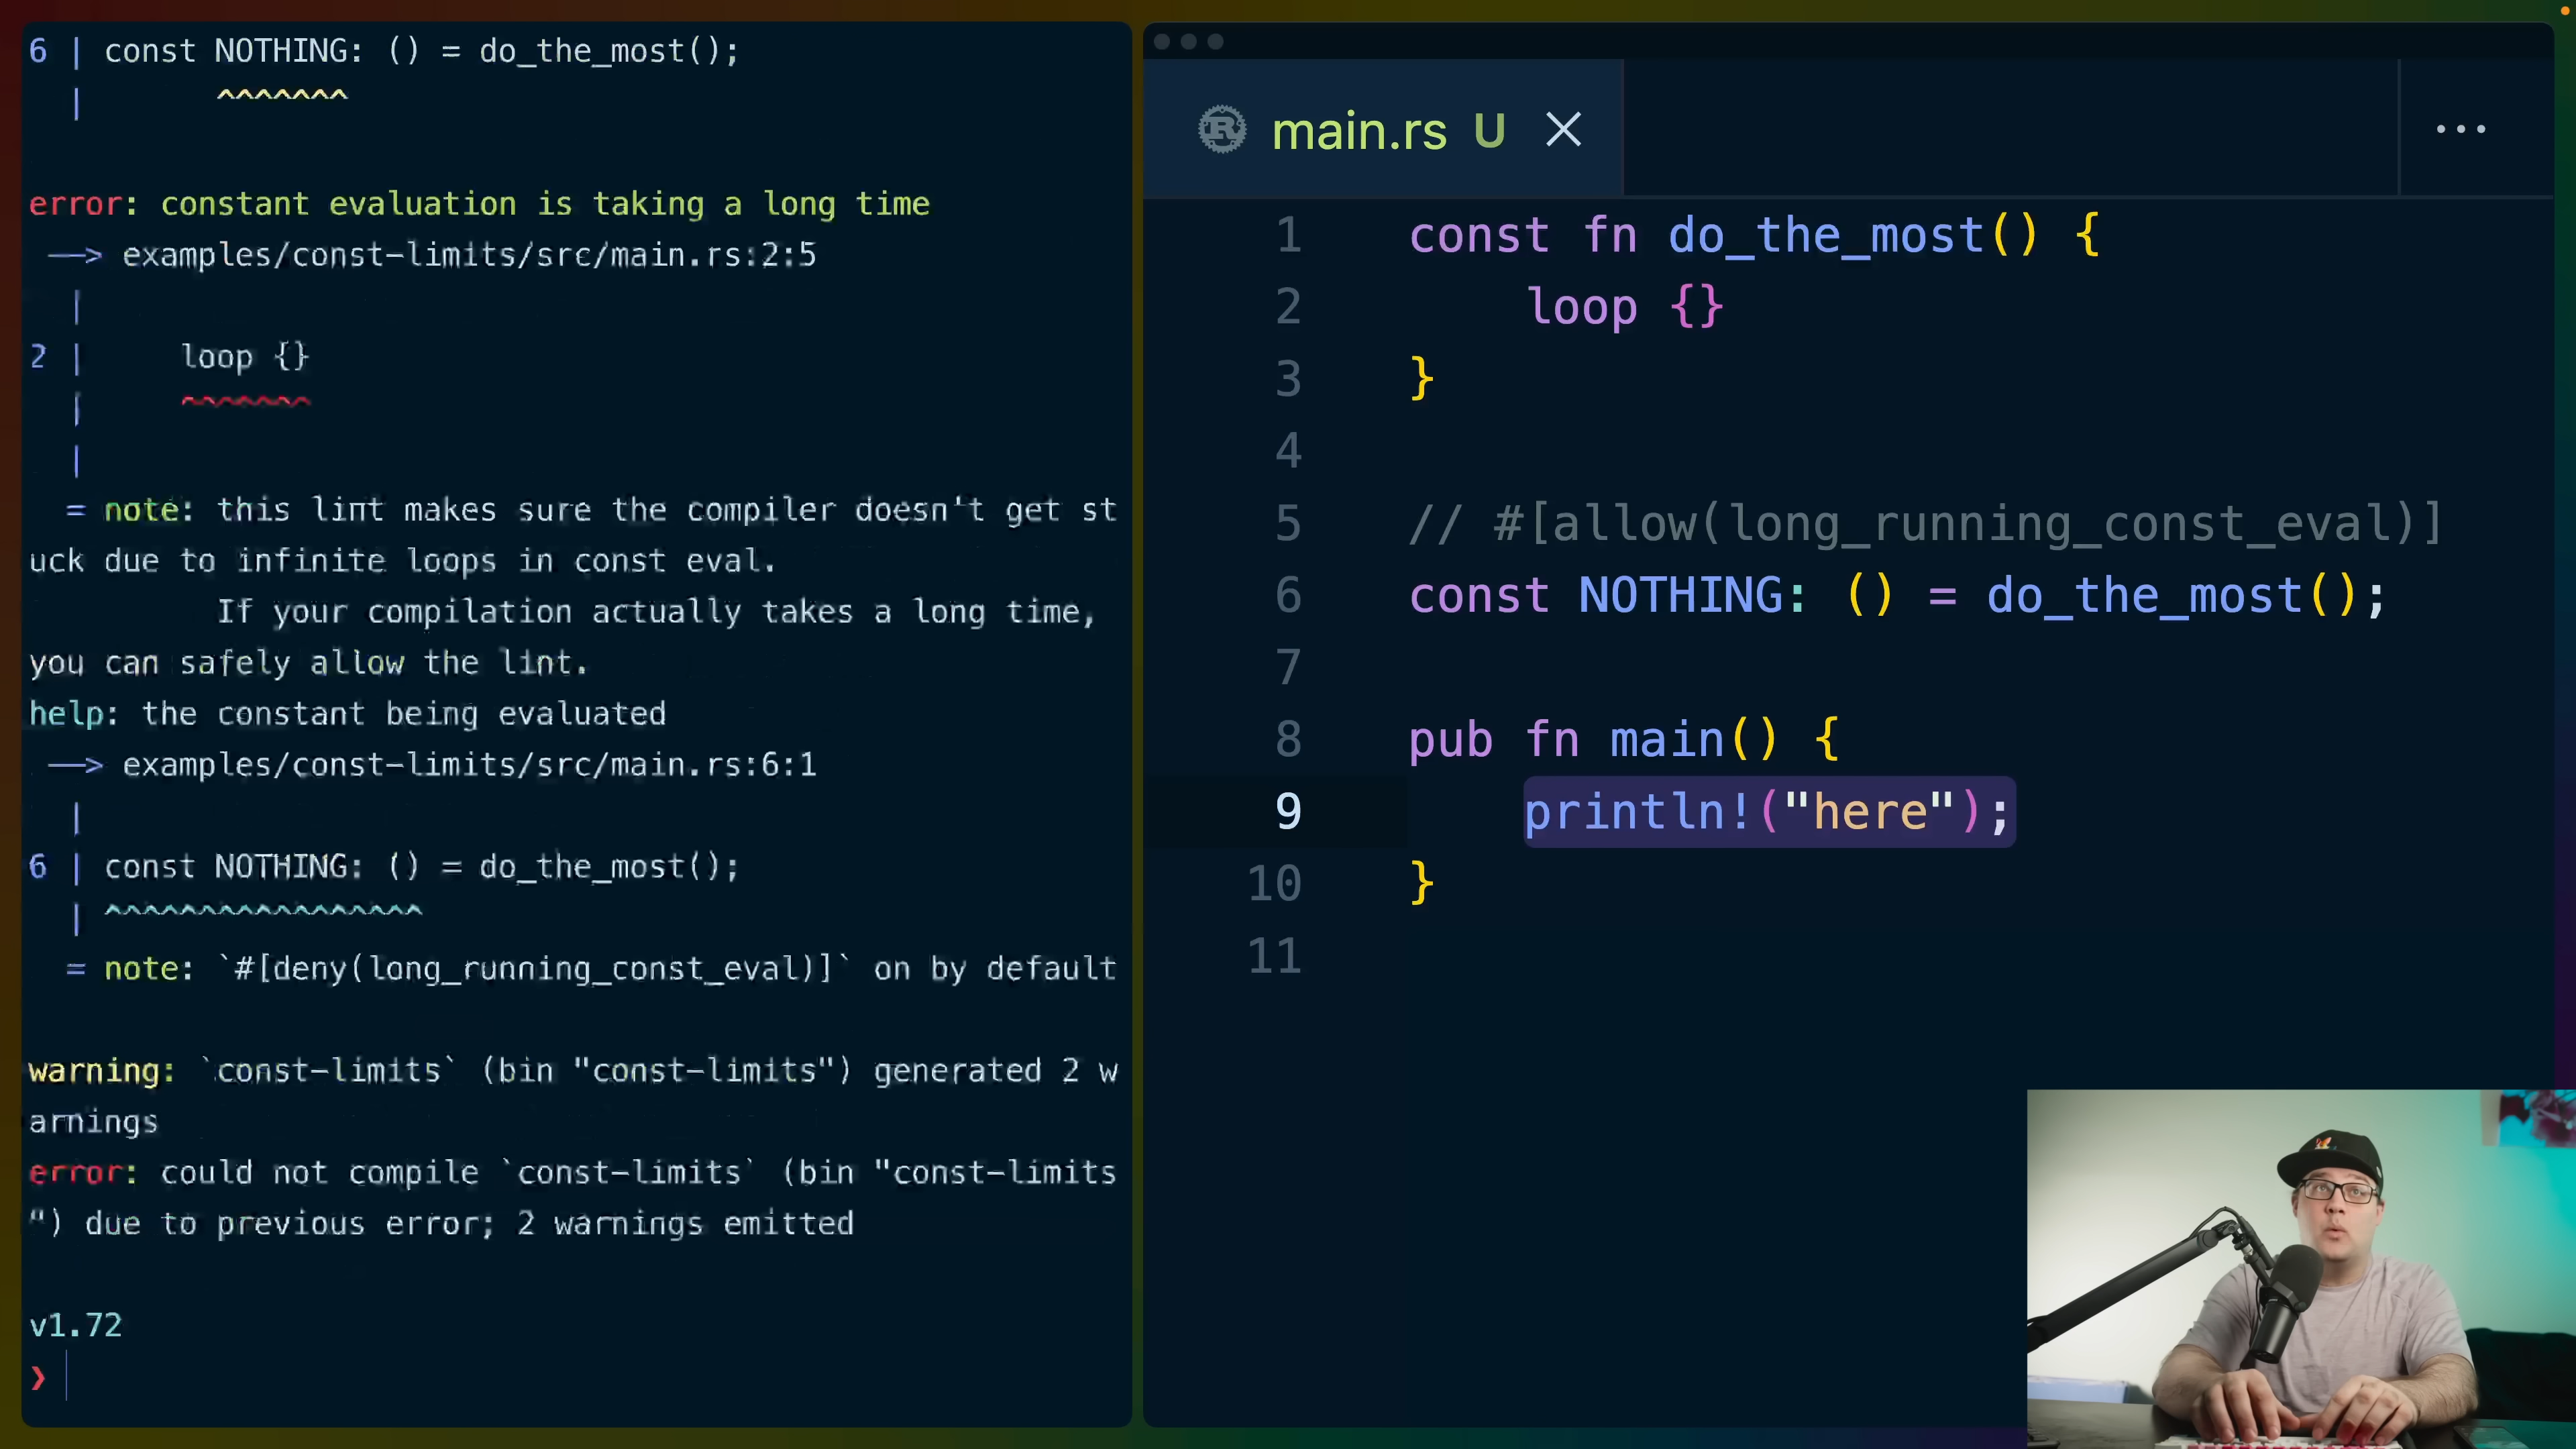 6 | const NOTHING: () = do_the_most();
  |       ^^^^^^^
error: constant evaluation is taking a long time
 --> examples/const-limits/src/main.rs:2:5
  |
2 |     loop {}
  |     ^^^^^^^
  |
  = note: this lint makes sure the compiler doesn't get st
uck due to infinite loops in const eval.
          If your compilation actually takes a long time,
you can safely allow the lint.
help: the constant being evaluated
 --> examples/const-limits/src/main.rs:6:1
  |
6 | const NOTHING: () = do_the_most();
  | ^^^^^^^^^^^^^^^^^
  = note: `#[deny(long_running_const_eval)]` on by default
warning: `const-limits` (bin "const-limits") generated 2 w
arnings
error: could not compile `const-limits` (bin "const-limits
") due to previous error; 2 warnings emitted
v1.72
❯
main.rs U
1 const fn do_the_most() {
2     loop {}
3 }
4
5 // #[allow(long_running_const_eval)]
6 const NOTHING: () = do_the_most();
7
8 pub fn main() {
9     println!("here");
10 }
11